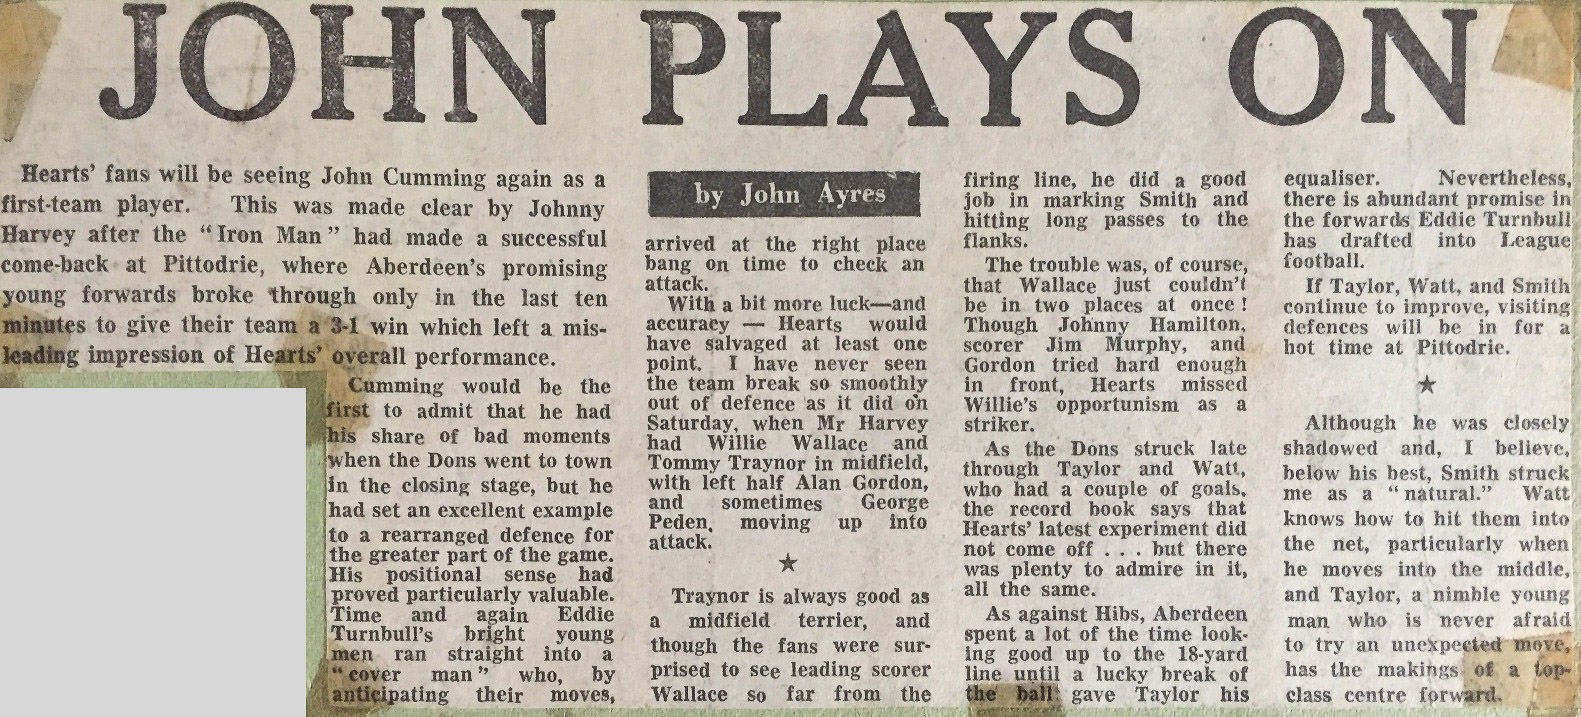 JOHN PLAYS ON
Hearts' fans will be seeing John Cumming again as a
first-team player. This was made clear by Johnny
Harvey after the "Iron Man" had made a successful
come-back at Pittodrie, where Aberdeen's promising
young forwards broke through only in the last ten
minutes to give their team a 3-1 win which left a mis-
leading impression of Hearts' overall performance.
Cumming would be the
first to admit that he had
his share of bad moments
when the Dons went to town
in the closing stage, but he
had set an excellent example
to a rearranged defence for
the greater part of the game.
His positional sense had
proved particularly valuable.
Time and again Eddie
Turnbull's bright young
men ran straight into a
"cover man" who, by
anticipating their moves,
by John Ayres
arrived at the right place
bang on time to check an
attack.
With a bit more luck—and
accuracy — Hearts would
have salvaged at least one
point. I have never seen
the team break so smoothly
out of defence as it did on
Saturday, when Mr Harvey
had Willie Wallace and
Tommy Traynor in midfield,
with left half Alan Gordon,
and sometimes George
Peden, moving up into
attack.
★
Traynor is always good as
a midfield terrier, and
though the fans were sur-
prised to see leading scorer
Wallace so far from the
firing line, he did a good
job in marking Smith and
hitting long passes to the
flanks.
The trouble was, of course,
that Wallace just couldn't
be in two places at once!
Though Johnny Hamilton,
scorer Jim Murphy, and
Gordon tried hard enough
in front, Hearts missed
Willie's opportunism as a
striker.
As the Dons struck late
through Taylor and Watt,
who had a couple of goals,
the record book says that
Hearts' latest experiment did
not come off . . . but there
was plenty to admire in it,
all the same.
As against Hibs, Aberdeen
spent a lot of the time look-
ing good up to the 18-yard
line until a lucky break of
the ball gave Taylor his
equaliser. Nevertheless,
there is abundant promise in
the forwards Eddie Turnbull
has drafted into League
football.
If Taylor, Watt, and Smith
continue to improve, visiting
defences will be in for a
hot time at Pittodrie.
★
Although he was closely
shadowed and, I believe,
below his best, Smith struck
me as a "natural." Watt
knows how to hit them into
the net, particularly when
he moves into the middle,
and Taylor, a nimble young
man who is never afraid
to try an unexpected move,
has the makings of a top-
class centre forward.